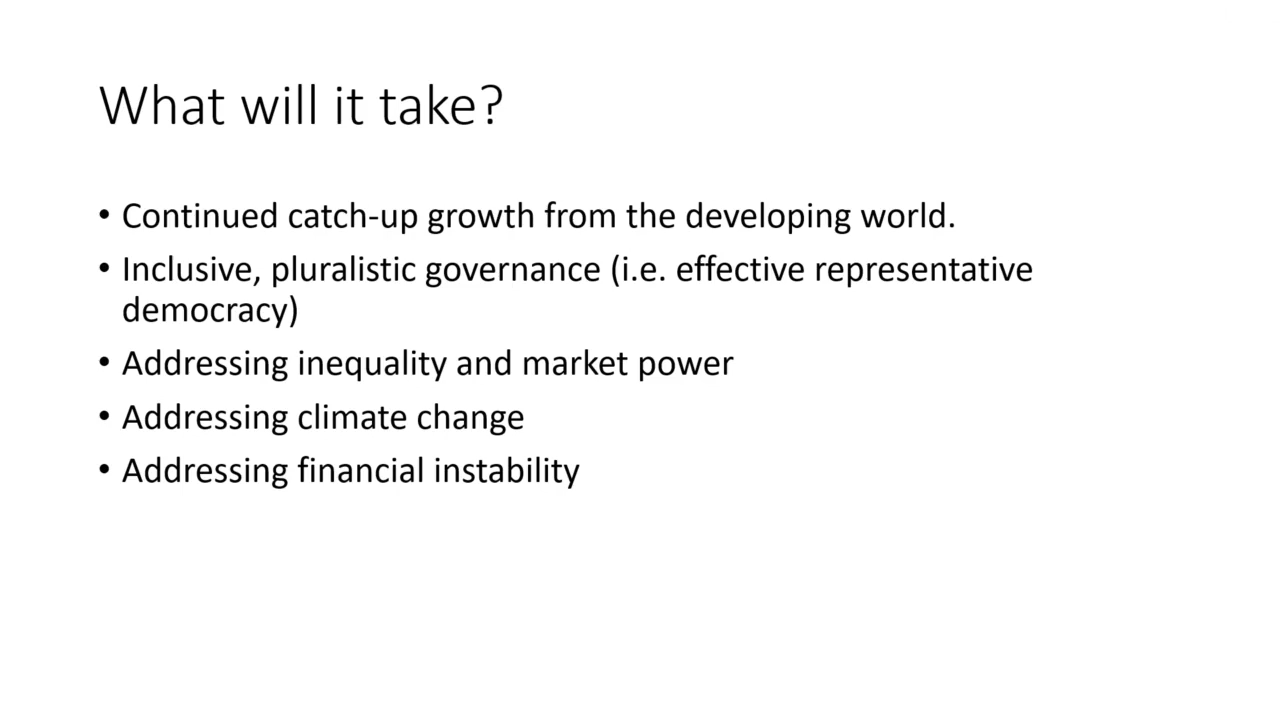 What will it take?
• Continued catch-up growth from the developing world.
• Inclusive, pluralistic governance (i.e. effective representative
democracy)
• Addressing inequality and market power
• Addressing climate change
• Addressing financial instability